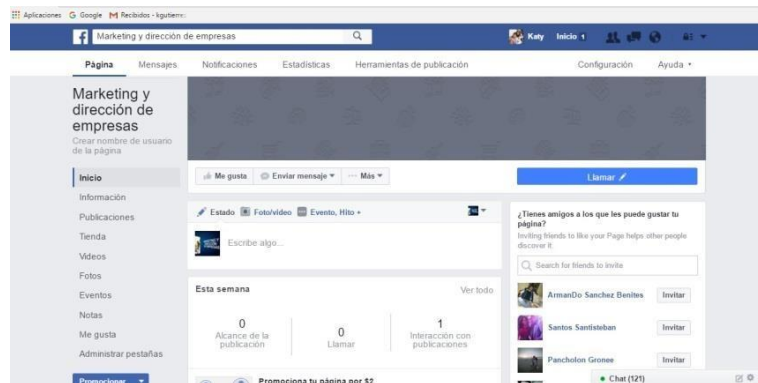 Aplicaciones Google Recibidos - kgutierrez
Marketing y dirección de empresas
Katy Inicio 1
Página Mensajes Notificaciones Estadísticas Herramientas de publicación Configuración Ayuda
Marketing y
dirección de
empresas
Crear nombre de usuario
de la página
Inicio
Información
Publicaciones
Tienda
Videos
Fotos
Eventos
Notas
Me gusta
Administrar pestañas
Promocionar
Me gusta Enviar mensaje Más
Llamar
Estado Foto/video Evento, Hito +
Escribe algo...
Esta semana Ver todo
0
Alcance de la
publicación
0
Llamar
1
Interacción con
publicaciones
Promociona tu página por $2
¿Tienes amigos a los que les puede gustar tu
página?
Inviting friends to like your Page helps other people
discover it
Search for friends to invite
ArmanDo Sanchez Benites Invitar
Santos Santisteban Invitar
Pancholon Gronee Invitar
Chat (121)